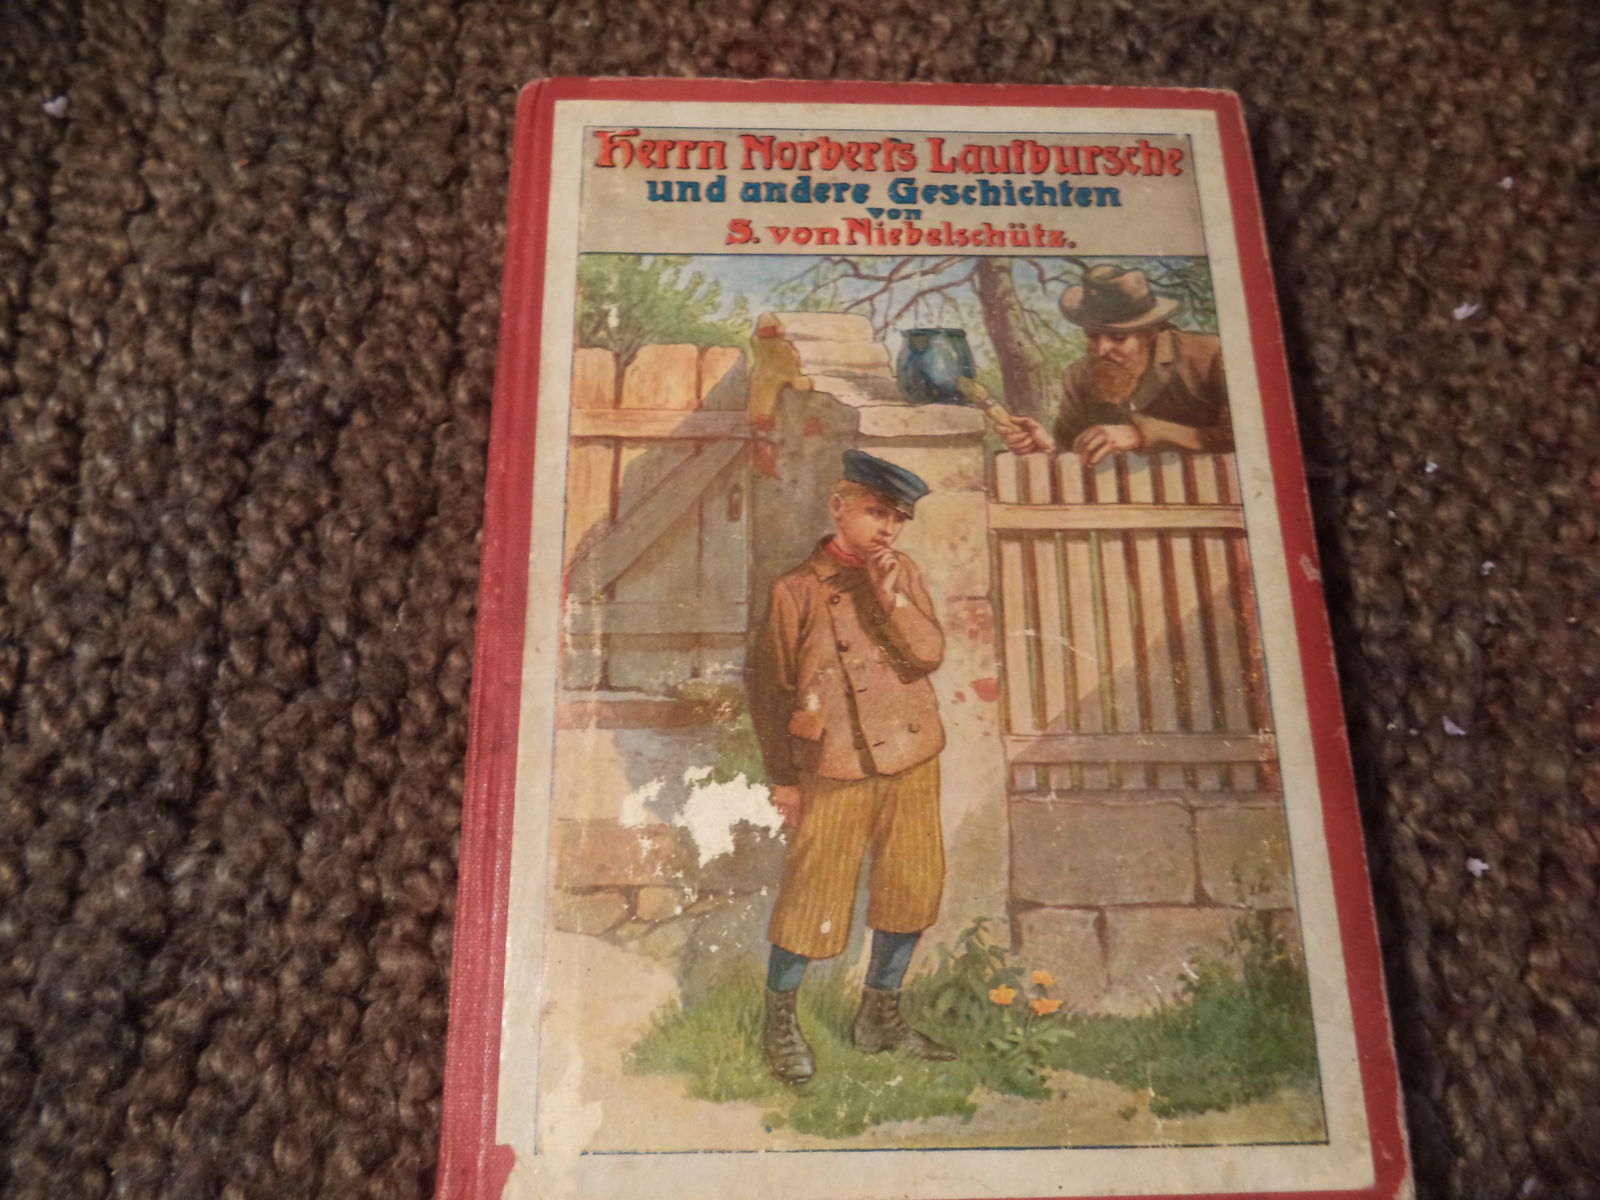 Herrn Norberts Laufbursche
und andere Geschichten
von
S. von Niebelschütz.